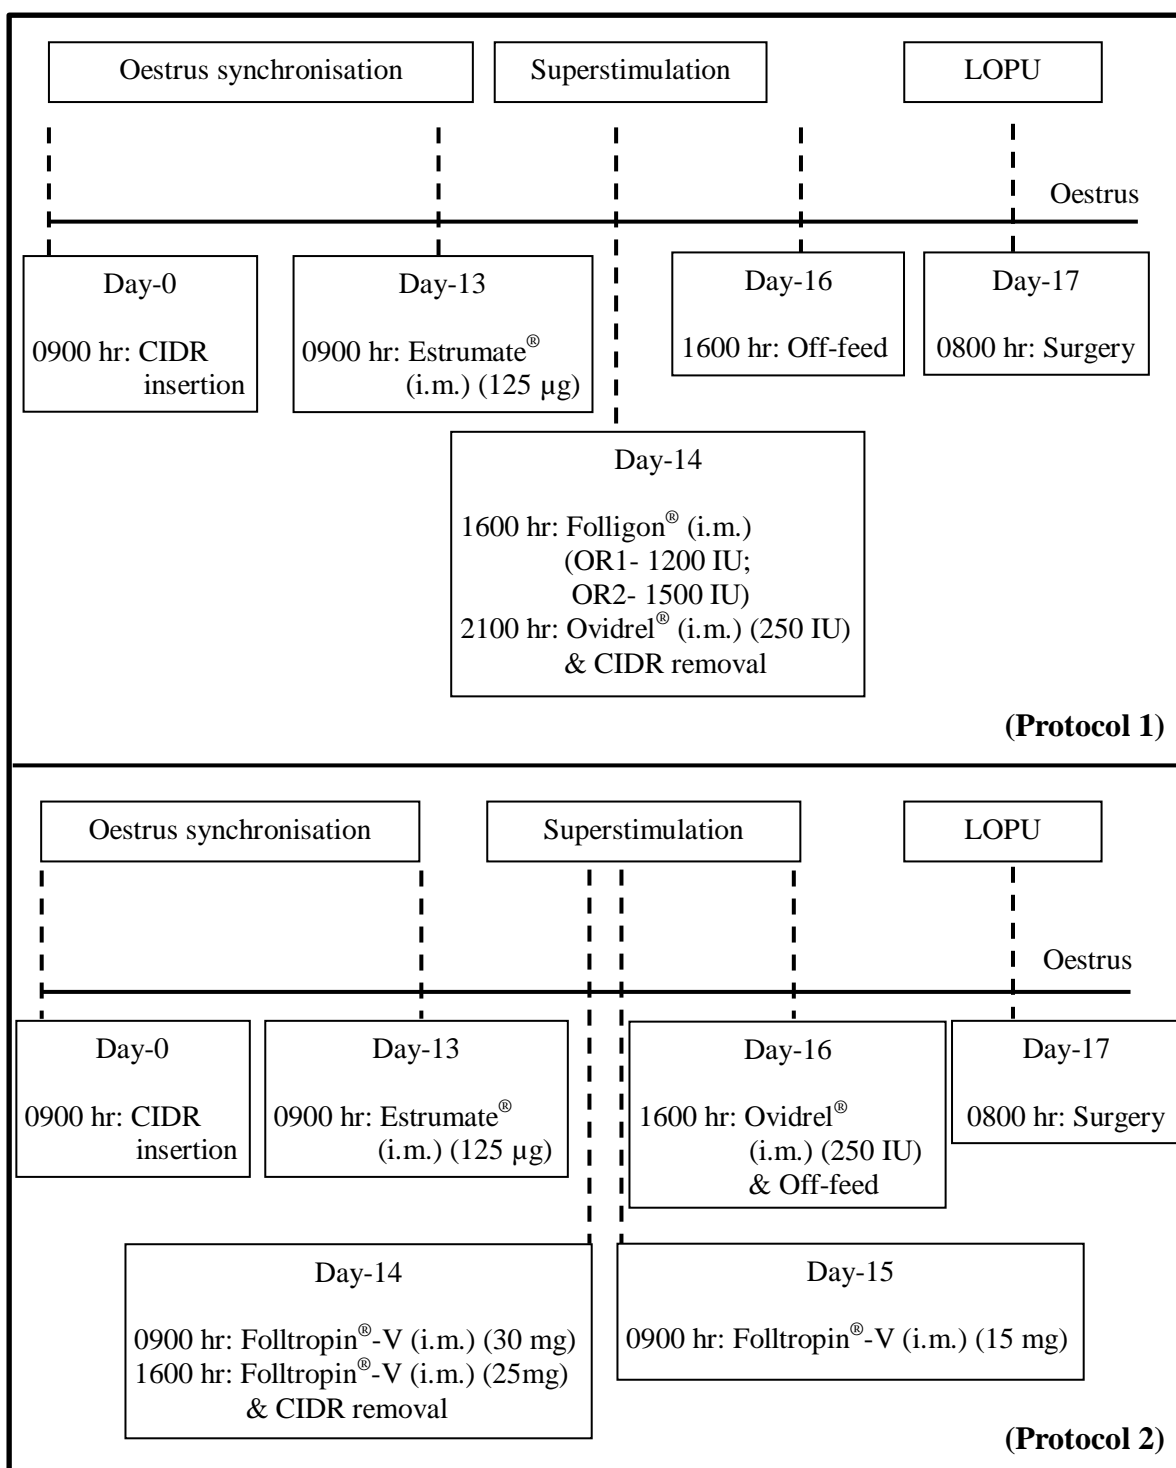 Oestrus synchronisation
Superstimulation
LOPU
Oestrus
Day-0
0900 hr: CIDR
insertion
Day-13
0900 hr: Estrumate®
(i.m.) (125 µg)
Day-16
1600 hr: Off-feed
Day-17
0800 hr: Surgery
Day-14
1600 hr: Folligon® (i.m.)
(OR1- 1200 IU;
OR2- 1500 IU)
2100 hr: Ovidrel® (i.m.) (250 IU)
& CIDR removal
(Protocol 1)
Oestrus synchronisation
Superstimulation
LOPU
Oestrus
Day-0
0900 hr: CIDR
insertion
Day-13
0900 hr: Estrumate®
(i.m.) (125 µg)
Day-16
1600 hr: Ovidrel®
(i.m.) (250 IU)
& Off-feed
Day-17
0800 hr: Surgery
Day-14
0900 hr: Folltropin®-V (i.m.) (30 mg)
1600 hr: Folltropin®-V (i.m.) (25mg)
& CIDR removal
Day-15
0900 hr: Folltropin®-V (i.m.) (15 mg)
(Protocol 2)